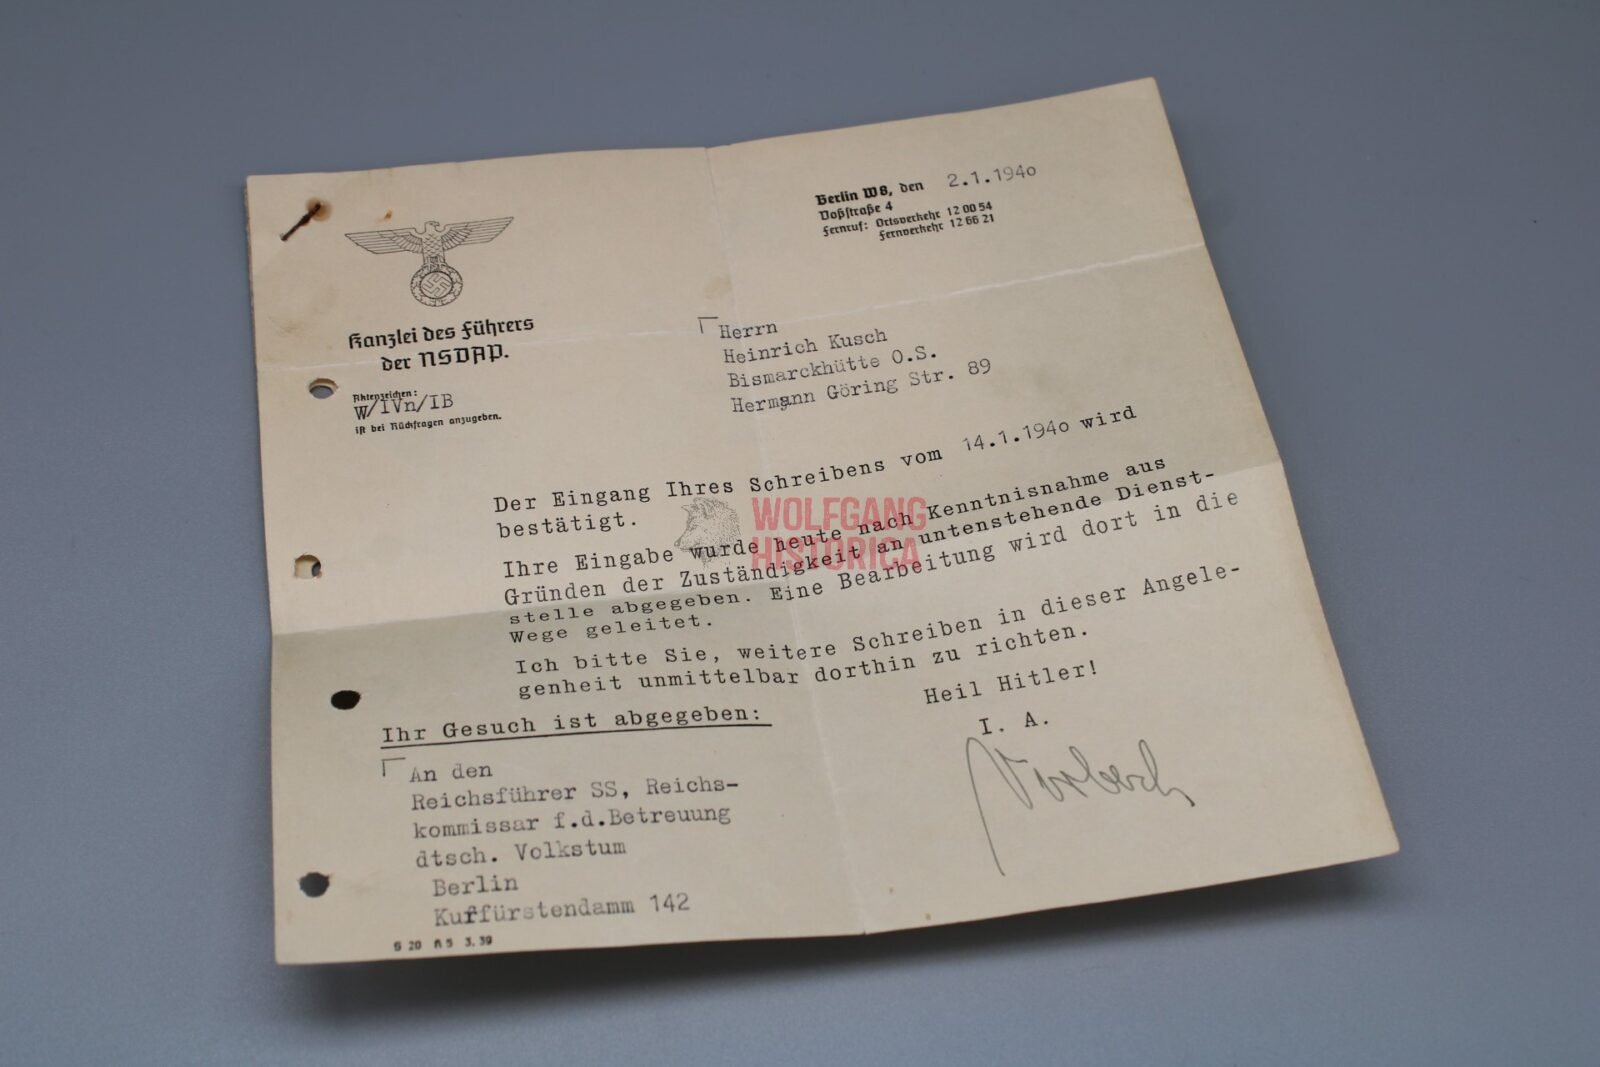 Berlin W8, den 2.1.1940
Voßstraße 4
Fernruf: Ortsverkehr 12 00 54
Fernverkehr 12 66 21
Kanzlei des Führers
der NSDAP.
Aktenzeichen:
W/IVn/IB
ist bei Rückfragen anzugeben.
Herrn
Heinrich Kusch
Bismarckhütte O.S.
Hermann Göring Str. 89
Der Eingang Ihres Schreibens vom 14.1.1940 wird
bestätigt.
Ihre Eingabe wurde heute nach Kenntnisnahme aus
Gründen der Zuständigkeit an untenstehende Dienst-
stelle abgegeben. Eine Bearbeitung wird dort in die
Wege geleitet.
Ich bitte Sie, weitere Schreiben in dieser Angele-
genheit unmittelbar dorthin zu richten.
Heil Hitler!
I. A.
Ihr Gesuch ist abgegeben:
An den
Reichsführer SS, Reichs-
kommissar f.d.Betreuung
dtsch. Volkstum
Berlin
Kurfürstendamm 142
S 20 A5 3. 39
WOLFGANG
HISTORICA